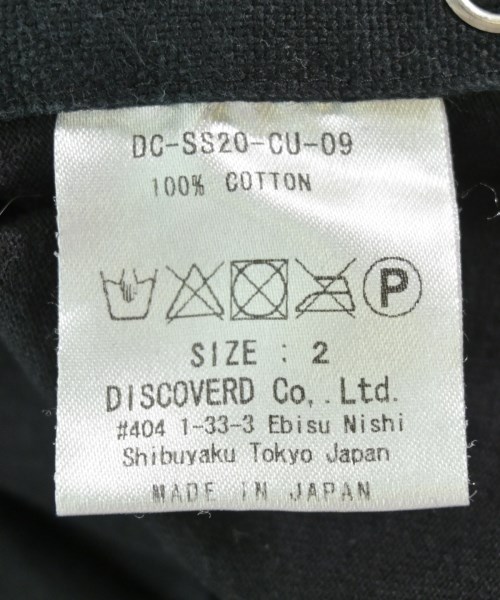 DC-SS20-CU-09
100% COTTON
P
SIZE : 2
DISCOVERD Co,. Ltd.
#404 1-33-3 Ebisu Nishi
Shibuyaku Tokyo Japan
MADE IN JAPAN